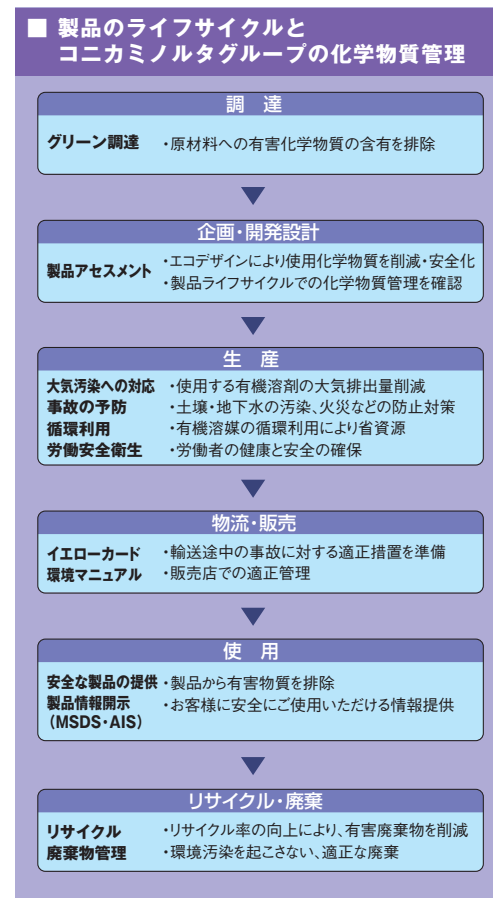 ■ 製品のライフサイクルと
コニカミノルタグループの化学物質管理
調 達
グリーン調達 ・原材料への有害化学物質の含有を排除
企画・開発設計
製品アセスメント ・エコデザインにより使用化学物質を削減・安全化
・製品ライフサイクルでの化学物質管理を確認
生 産
大気汚染への対応 ・使用する有機溶剤の大気排出量削減
事故の予防 ・土壌・地下水の汚染、火災などの防止対策
循環利用 ・有機溶媒の循環利用により省資源
労働安全衛生 ・労働者の健康と安全の確保
物流・販売
イエローカード ・輸送途中の事故に対する適正措置を準備
環境マニュアル ・販売店での適正管理
使 用
安全な製品の提供 ・製品から有害物質を排除
製品情報開示 ・お客様に安全にご使用いただける情報提供
(MSDS・AIS)
リサイクル・廃棄
リサイクル ・リサイクル率の向上により、有害廃棄物を削減
廃棄物管理 ・環境汚染を起こさない、適正な廃棄